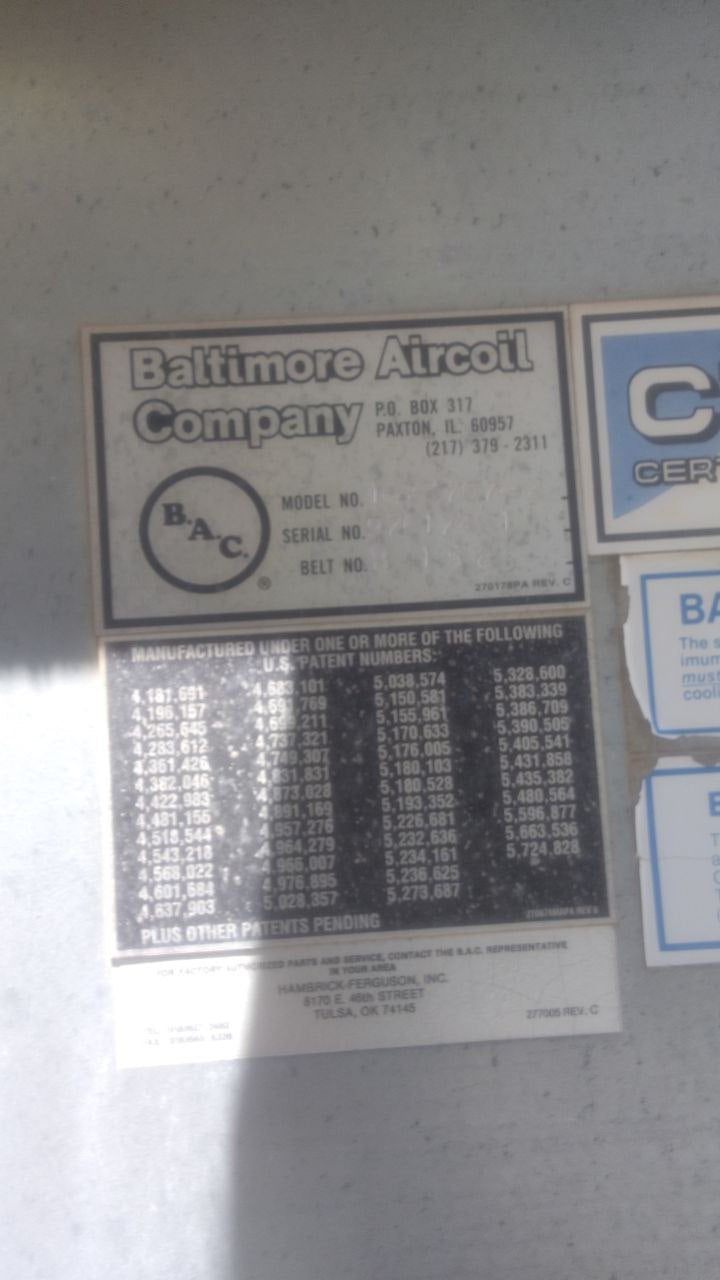 Baltimore Aircoil
Company
P.O. BOX 317
PAXTON, IL. 60957
(217) 379-2311
B.A.C.
®
MODEL NO.
SERIAL NO.
BELT NO.
270178PA REV. C
MANUFACTURED UNDER ONE OR MORE OF THE FOLLOWING
U.S. PATENT NUMBERS:
4,181,691 4,683,101 5,038,574 5,328,600
4,196,157 4,691,769 5,150,581 5,383,339
4,265,645 5,155,961 5,386,709
4,283,612 4,737,321 5,170,633 5,390,505
4,361,426 4,749,307 5,176,005 5,405,541
4,382,046 4,831,831 5,180,103 5,431,858
4,422,983 4,873,028 5,180,528 5,435,382
4,481,156 4,891,169 5,193,352 5,480,564
4,518,544 4,957,276 5,226,681 5,596,877
4,543,218 4,964,279 5,232,636 5,663,536
4,568,022 4,966,007 5,234,161 5,724,828
4,601,684 4,976,895 5,236,625
4,637,903 5,028,357 5,273,687
PLUS OTHER PATENTS PENDING
FOR FACTORY AUTHORIZED PARTS AND SERVICE, CONTACT THE B.A.C. REPRESENTATIVE
IN YOUR AREA
HAMBRICK-FERGUSON, INC.
8170 E. 46th STREET
TULSA, OK 74145
277005 REV. C
C
CER
BA
The s
imum
must
cool